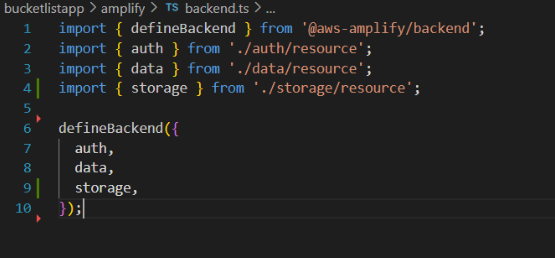 bucketlistapp > amplify > TS backend.ts > ...
1 import { defineBackend } from '@aws-amplify/backend';
2 import { auth } from './auth/resource';
3 import { data } from './data/resource';
4 import { storage } from './storage/resource';
5
6 defineBackend({
7 auth,
8 data,
9 storage,
10 });